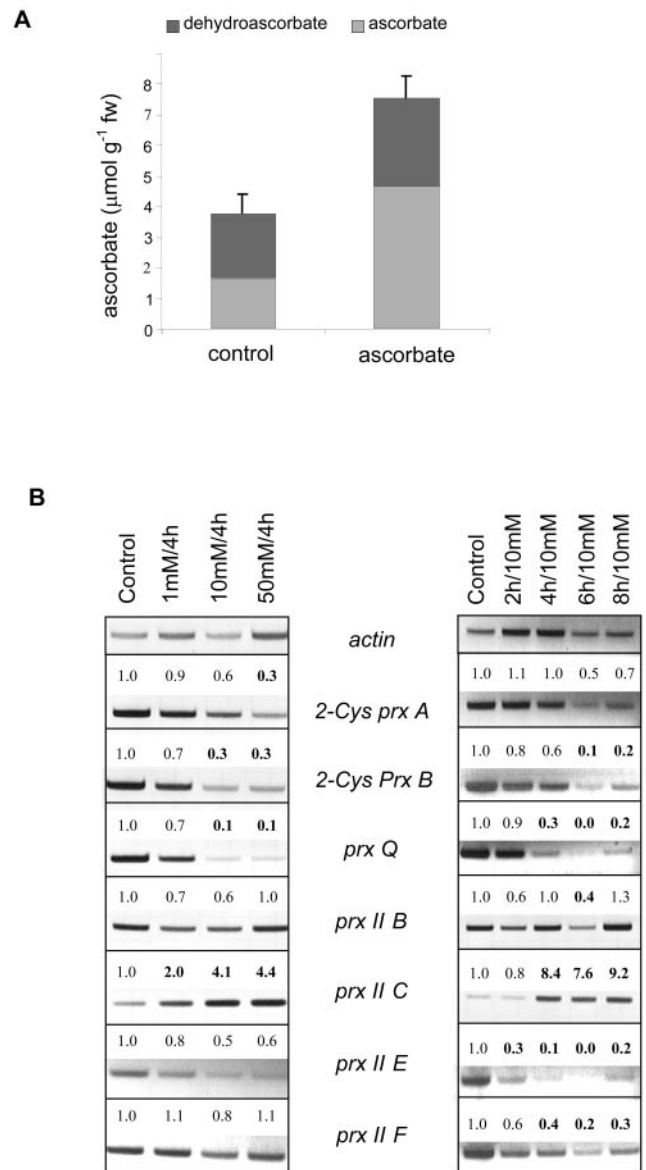 A
dehydroascorbate ascorbate
ascorbate (µmol g⁻¹ fw)
8
7
6
5
4
3
2
1
0
control ascorbate
B
Control 1mM/4h 10mM/4h 50mM/4h Control 2h/10mM 4h/10mM 6h/10mM 8h/10mM
actin
1.0 0.9 0.6 0.3 1.0 1.1 1.0 0.5 0.7
2-Cys prx A
1.0 0.7 0.3 0.3 1.0 0.8 0.6 0.1 0.2
2-Cys Prx B
1.0 0.7 0.1 0.1 1.0 0.9 0.3 0.0 0.2
prx Q
1.0 0.7 0.6 1.0 1.0 0.6 1.0 0.4 1.3
prx II B
1.0 2.0 4.1 4.4 1.0 0.8 8.4 7.6 9.2
prx II C
1.0 0.8 0.5 0.6 1.0 0.3 0.1 0.0 0.2
prx II E
1.0 1.1 0.8 1.1 1.0 0.6 0.4 0.2 0.3
prx II F